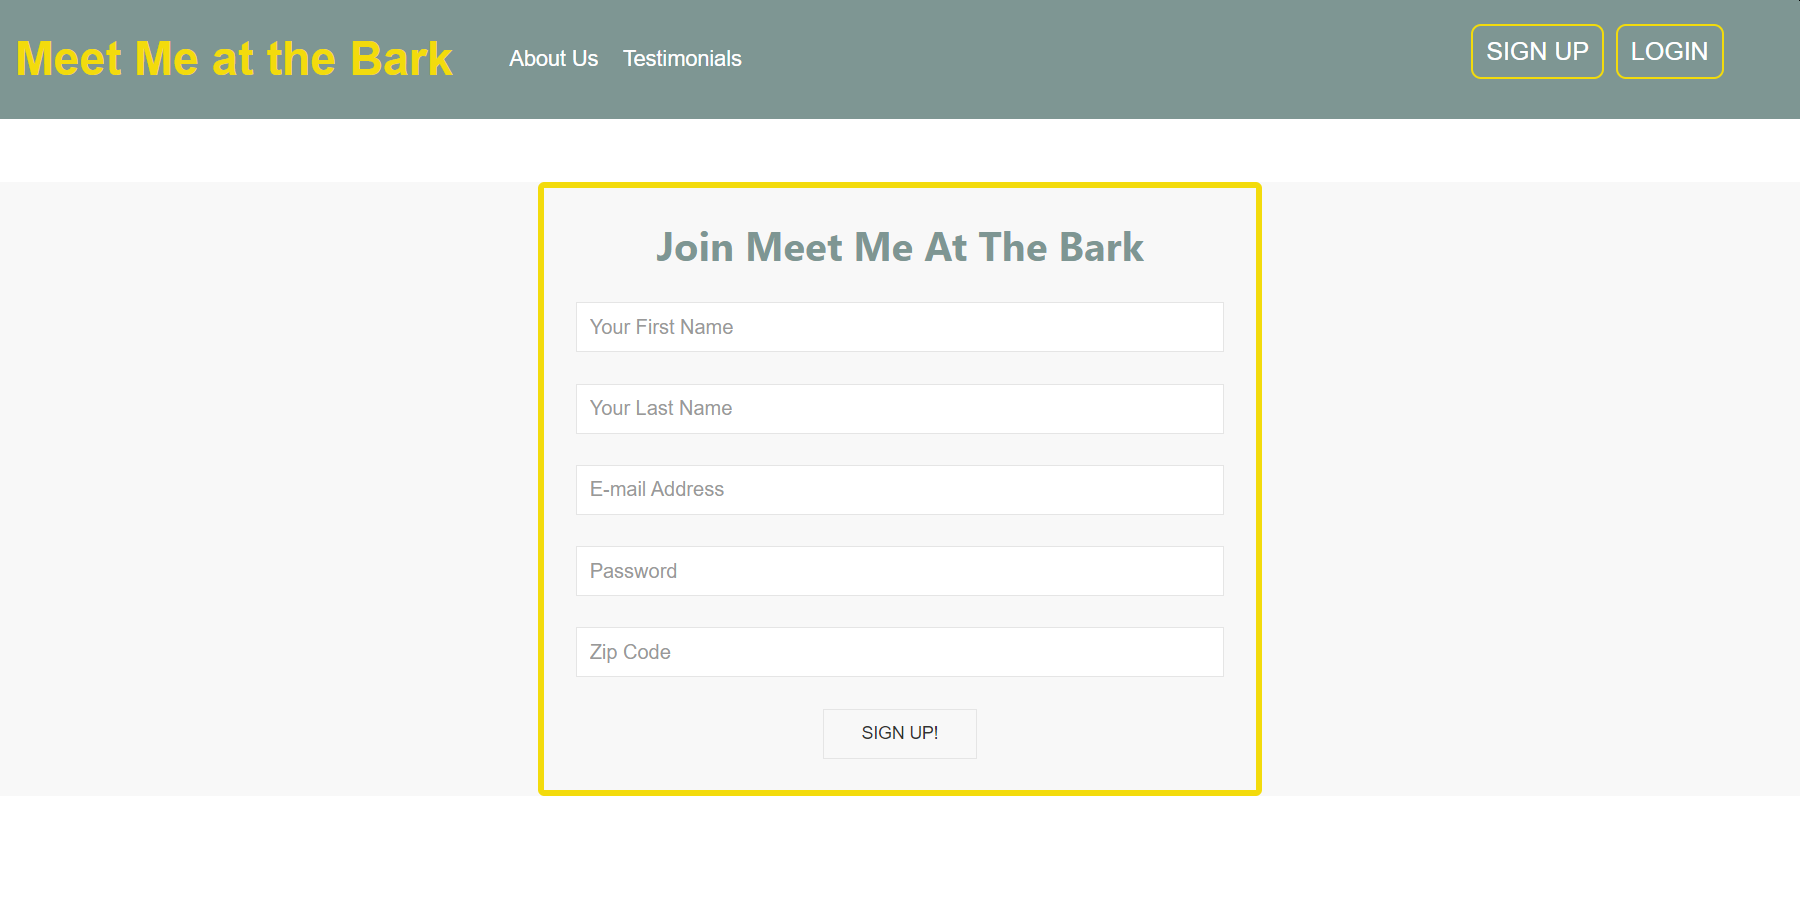 Meet Me at the Bark About Us Testimonials SIGN UP LOGIN
Join Meet Me At The Bark
Your First Name
Your Last Name
E-mail Address
Password
Zip Code
SIGN UP!